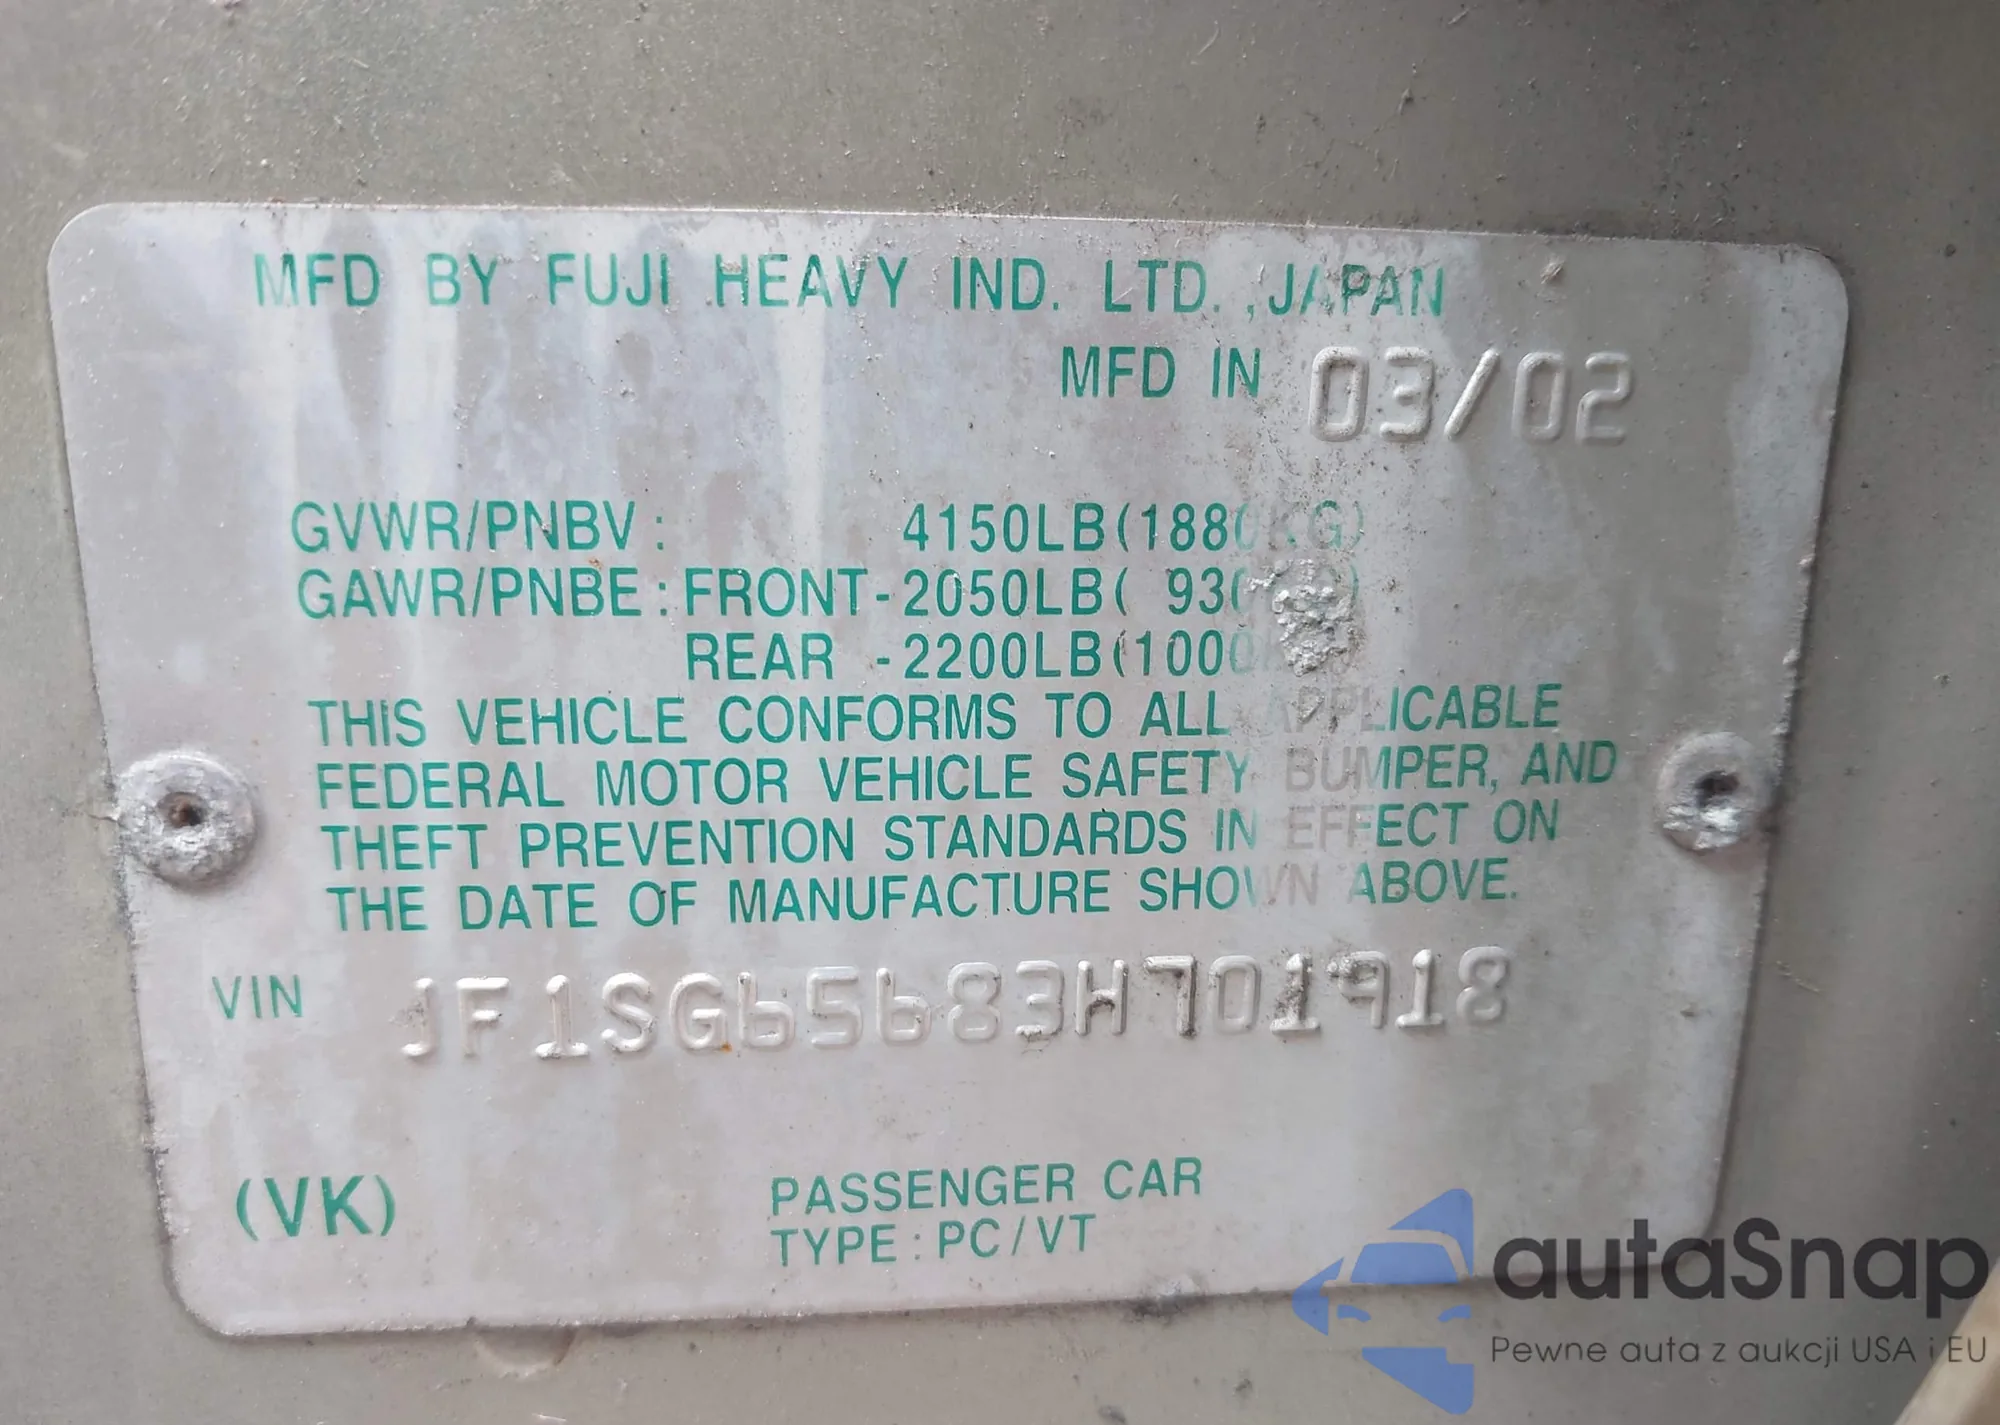 MFD BY FUJI HEAVY IND. LTD. ,JAPAN
MFD IN 03/02
GVWR/PNBV: 4150LB(1880KG)
GAWR/PNBE: FRONT-2050LB( 930KG)
REAR -2200LB(1000KG)
THIS VEHICLE CONFORMS TO ALL APPLICABLE
FEDERAL MOTOR VEHICLE SAFETY BUMPER, AND
THEFT PREVENTION STANDARDS IN EFFECT ON
THE DATE OF MANUFACTURE SHOWN ABOVE.
VIN JF1SG65683H701918
(VK)
PASSENGER CAR
TYPE: PC/VT
autaSnap
Pewne auta z aukcji USA i EU